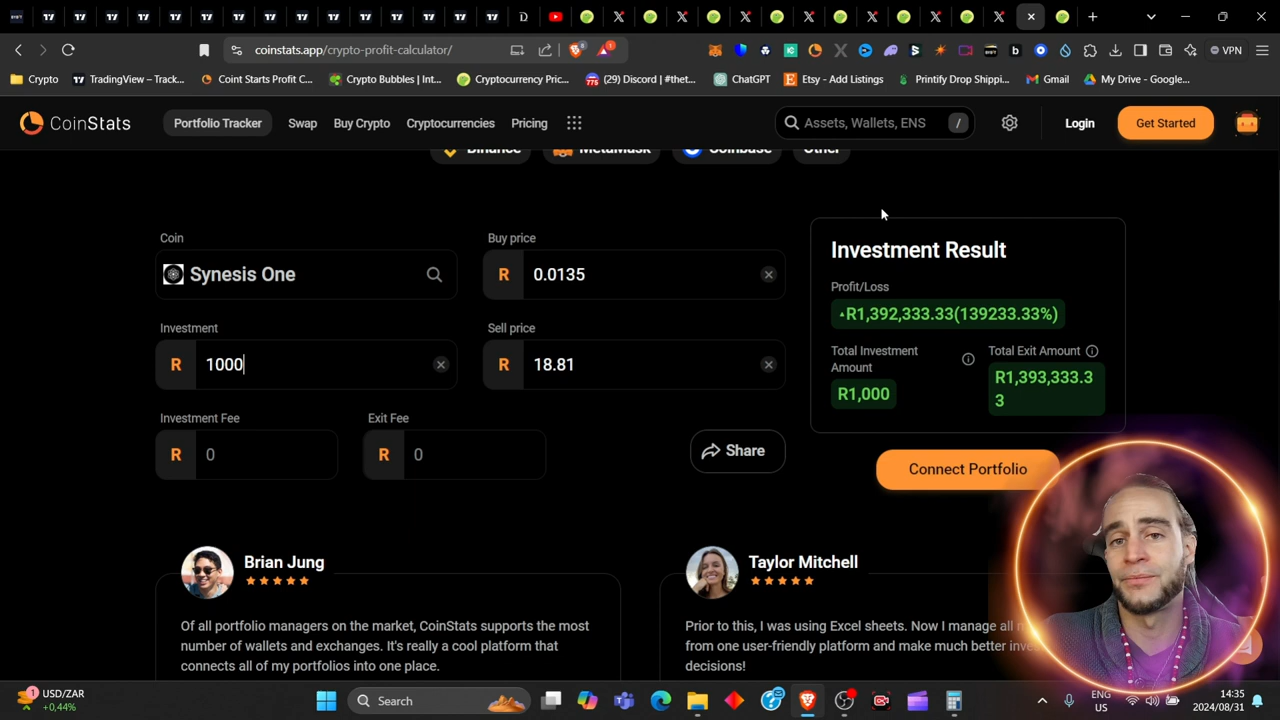 coinstats.app/crypto-profit-calculator/
8
1
VPN
Crypto
TradingView – Track...
Coint Starts Profit C...
Crypto Bubbles | Int...
Cryptocurrency Pric...
(29) Discord | #thet...
ChatGPT
Etsy - Add Listings
Printify Drop Shippi...
Gmail
My Drive - Google...
CoinStats
Portfolio Tracker
Swap
Buy Crypto
Cryptocurrencies
Pricing
Assets, Wallets, ENS
/
Login
Get Started
Binance
MetaMask
Coinbase
Other
Coin
Synesis One
Buy price
R
0.0135
Investment
R
1000
Sell price
R
18.81
Investment Fee
R
0
Exit Fee
R
0
Share
Investment Result
Profit/Loss
R1,392,333.33(139233.33%)
Total Investment
Amount
R1,000
Total Exit Amount
R1,393,333.3
3
Connect Portfolio
Brian Jung
Of all portfolio managers on the market, CoinStats supports the most
number of wallets and exchanges. It's really a cool platform that
connects all of my portfolios into one place.
Taylor Mitchell
Prior to this, I was using Excel sheets. Now I manage all
from one user-friendly platform and make much better
decisions!
1
USD/ZAR
+0,44%
Search
ENG
US
14:35
2024/08/31